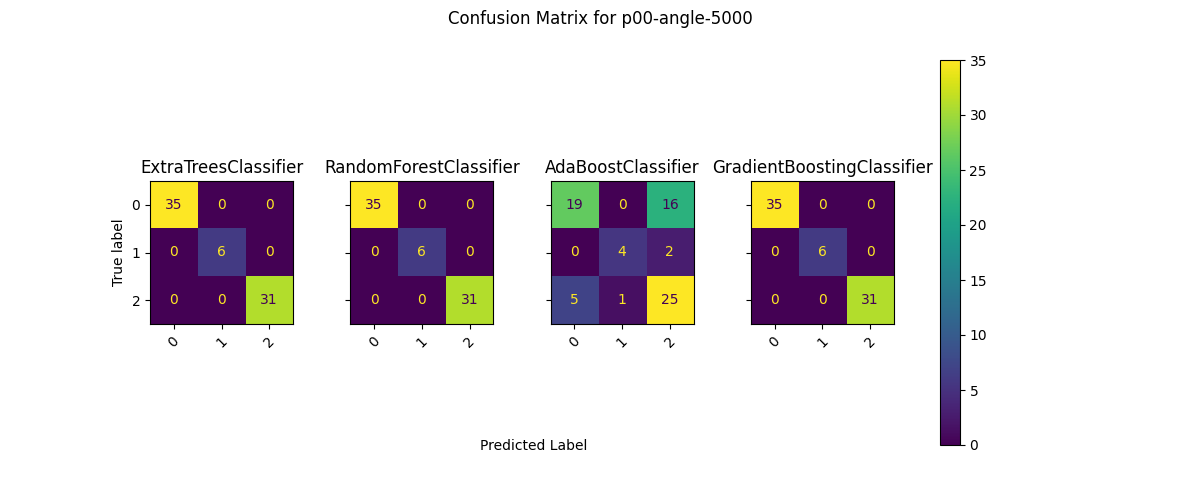 Confusion Matrix for p00-angle-5000
ExtraTreesClassifier RandomForestClassifier AdaBoostClassifier GradientBoostingClassifier
True label
0 35 0 0 35 0 0 19 0 16 35 0 0
1 0 6 0 0 6 0 0 4 2 0 6 0
2 0 0 31 0 0 31 5 1 25 0 0 31
0 1 2 0 1 2 0 1 2 0 1 2
Predicted Label
35
30
25
20
15
10
5
0